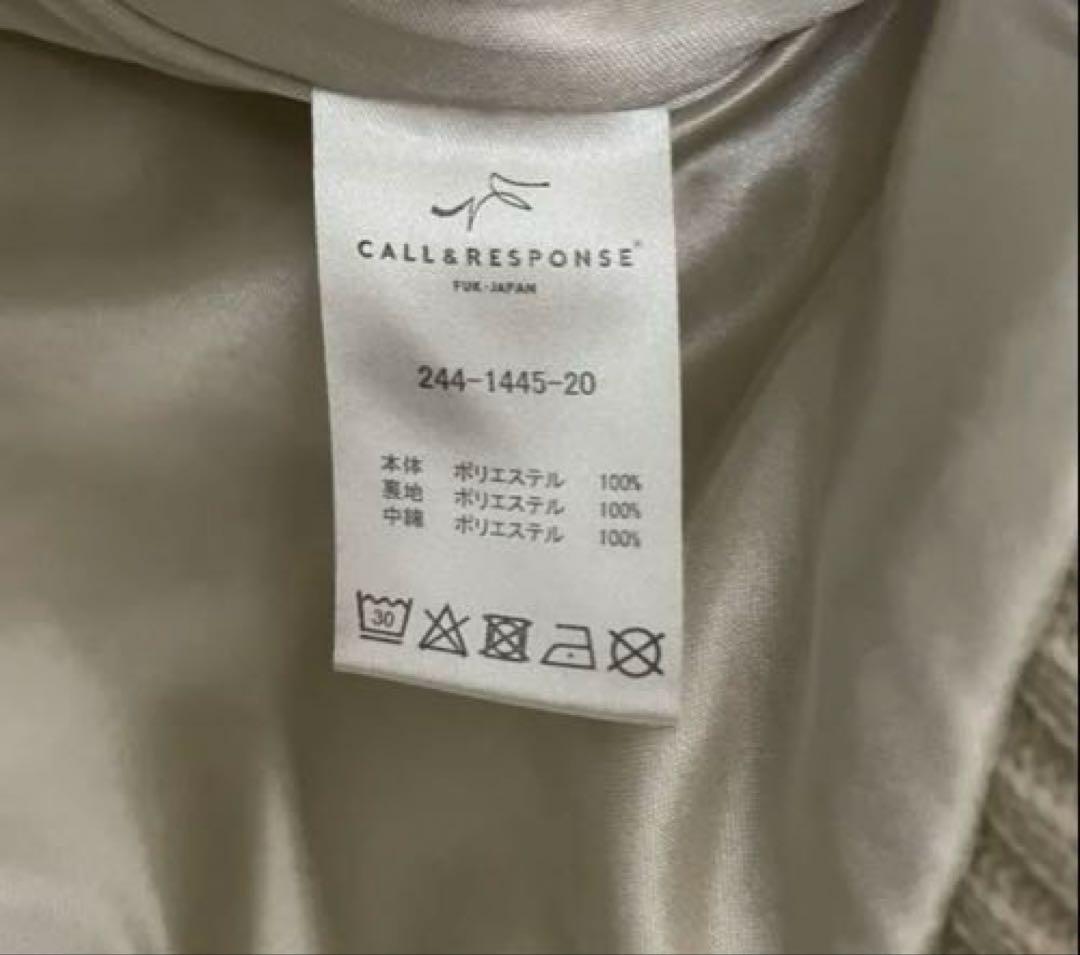 CALL&RESPONSE®
FUK-JAPAN
244-1445-20
本体 ポリエステル 100%
裏地 ポリエステル 100%
中綿 ポリエステル 100%
30